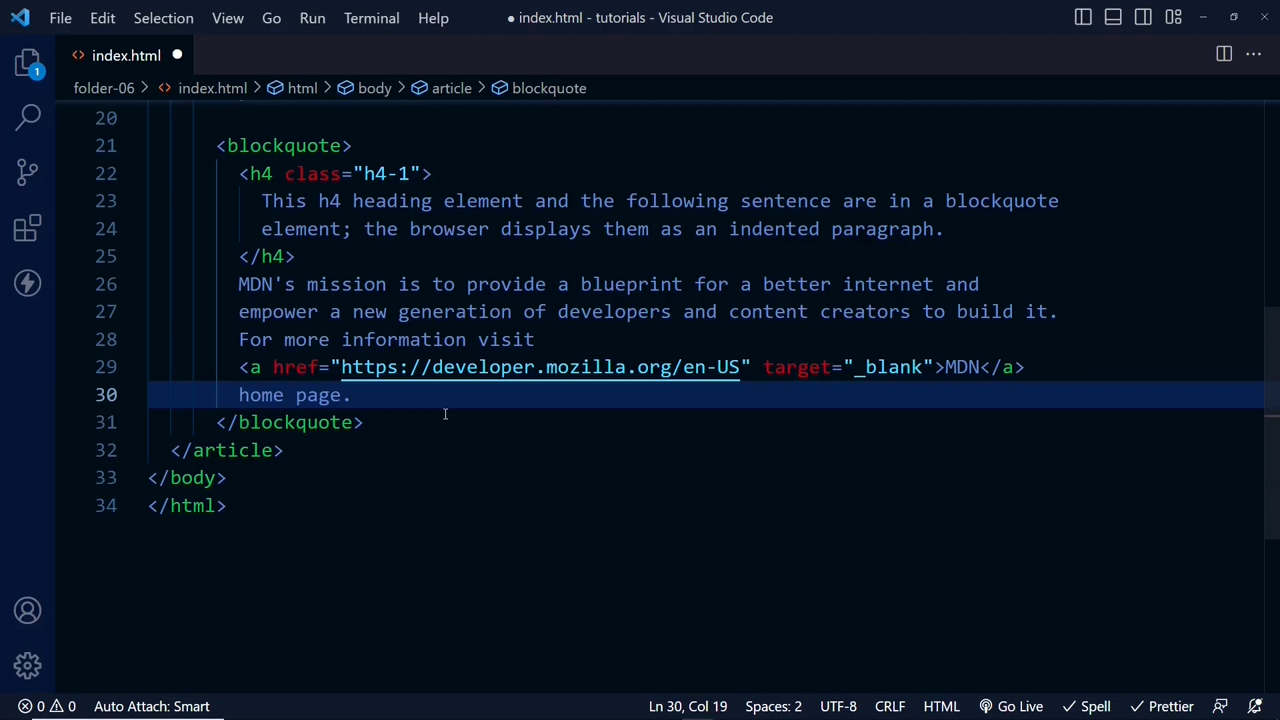 File Edit Selection View Go Run Terminal Help ● index.html - tutorials - Visual Studio Code
<> index.html ●
folder-06 > <> index.html > html > body > article > blockquote
1
20
21 <blockquote>
22 <h4 class="h4-1">
23 This h4 heading element and the following sentence are in a blockquote
24 element; the browser displays them as an indented paragraph.
25 </h4>
26 MDN's mission is to provide a blueprint for a better internet and
27 empower a new generation of developers and content creators to build it.
28 For more information visit
29 <a href="https://developer.mozilla.org/en-US" target="_blank">MDN</a>
30 home page.
31 </blockquote>
32 </article>
33 </body>
34 </html>
0 0 Auto Attach: Smart Ln 30, Col 19 Spaces: 2 UTF-8 CRLF HTML Go Live Spell Prettier